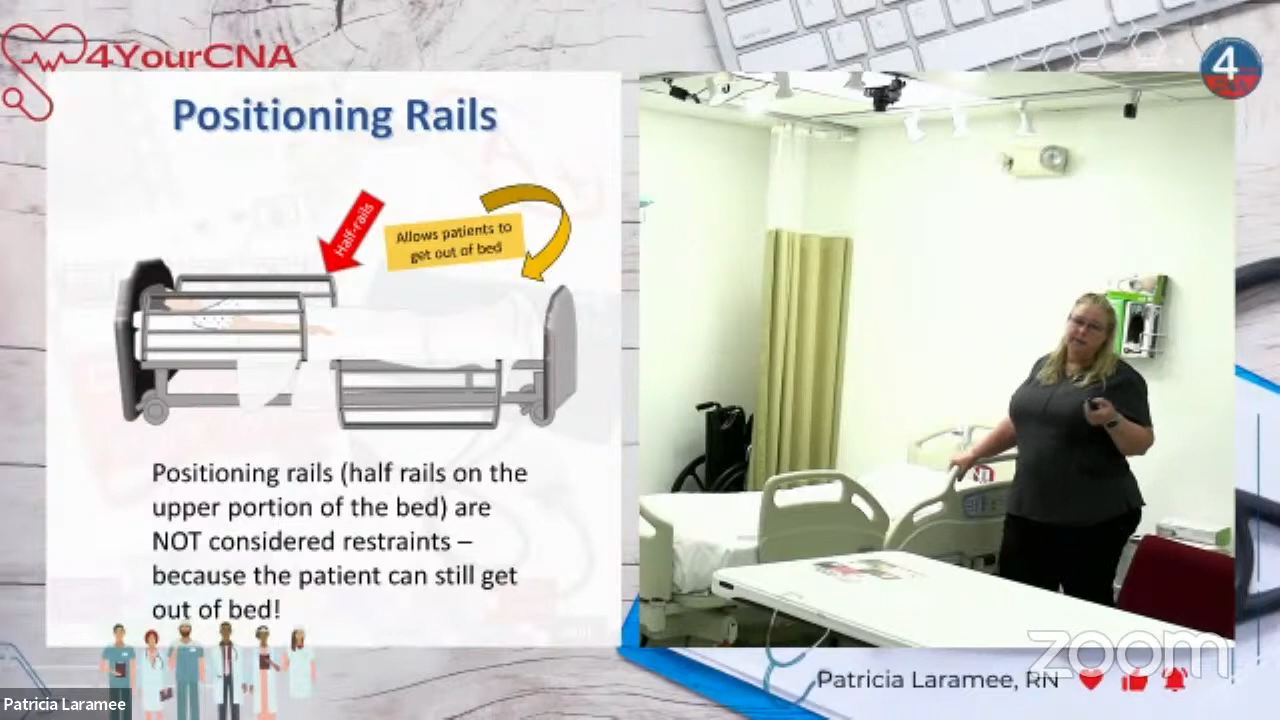 4YourCNA
4
Positioning Rails
Half-rails
Allows patients to
get out of bed
Positioning rails (half rails on the
upper portion of the bed) are
NOT considered restraints –
because the patient can still get
out of bed!
zoom
Patricia Laramee, RN
Patricia Laramee